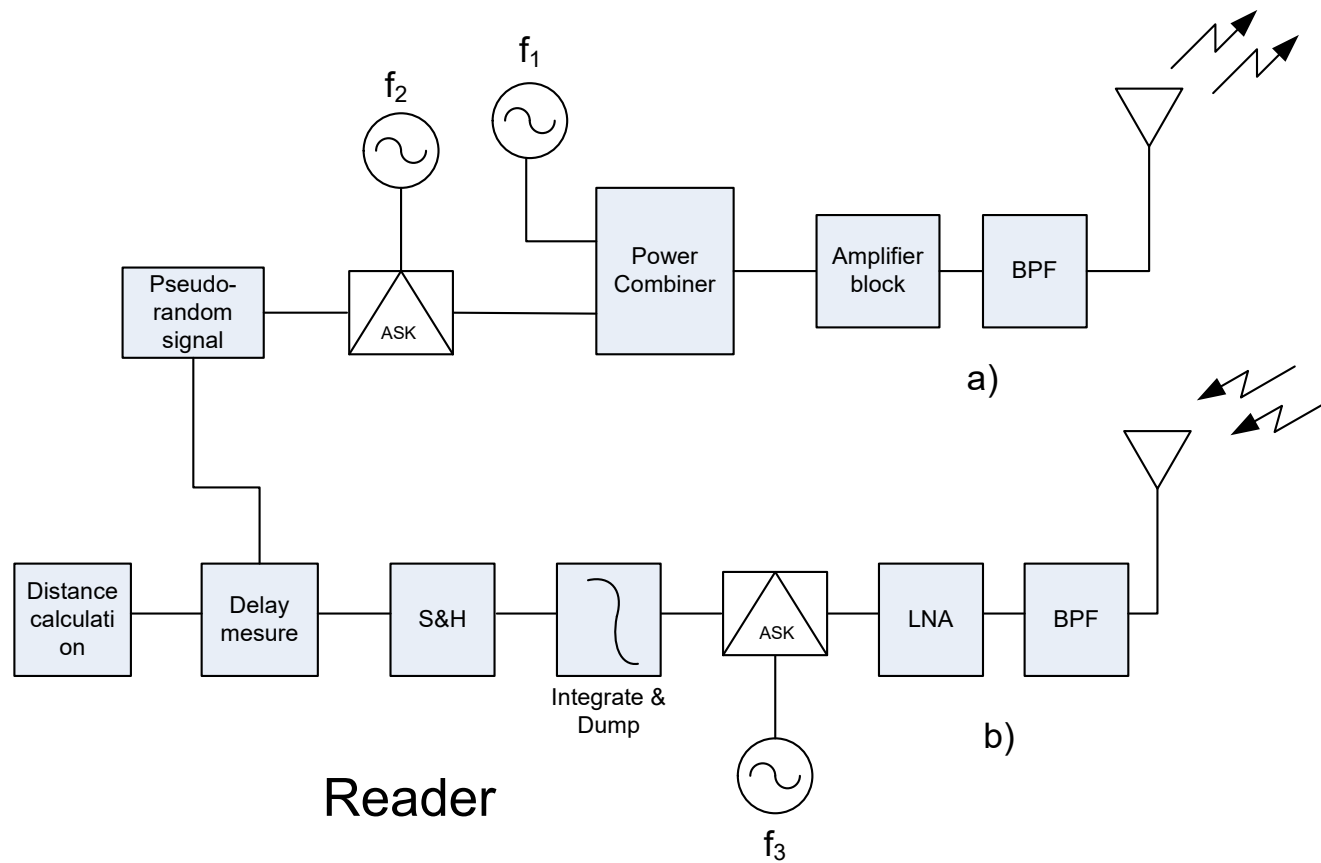 f₁
f₂
Pseudo-
random
signal
ASK
Power
Combiner
Amplifier
block
BPF
a)
Distance
calculati
on
Delay
mesure
S&H
Integrate &
Dump
ASK
LNA
BPF
b)
f₃
Reader